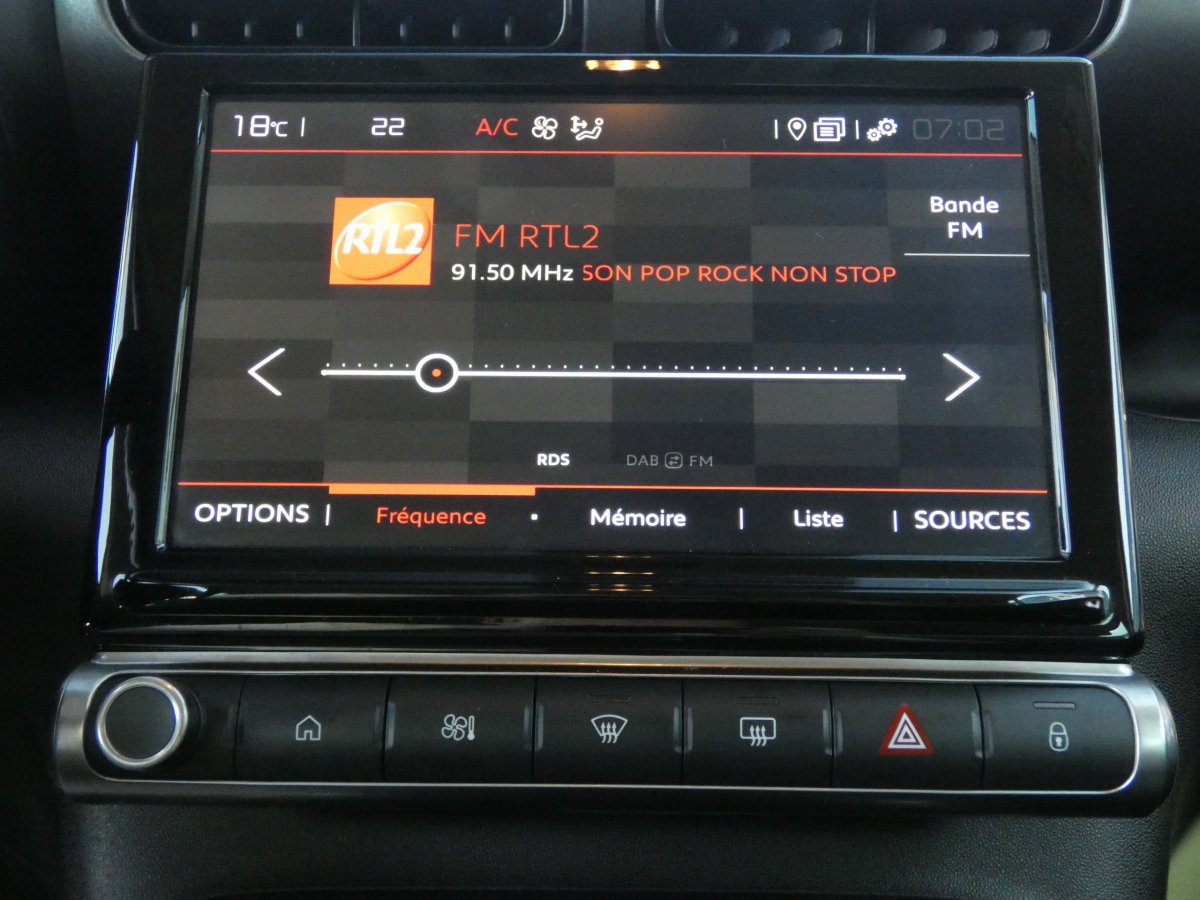 18°C | 22 A/C | | 07:02
RTL2
FM RTL2
91.50 MHz SON POP ROCK NON STOP
Bande
FM
RDS DAB FM
OPTIONS | Fréquence Mémoire | Liste | SOURCES